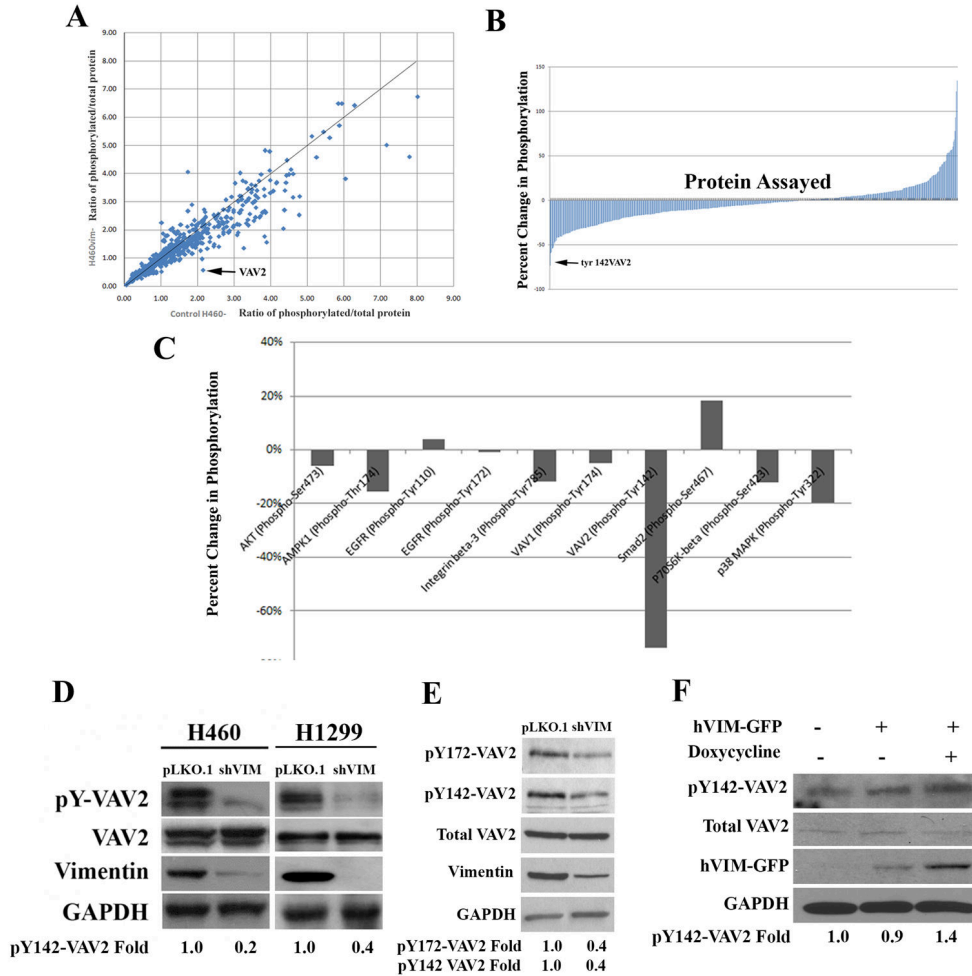 A
9.00
8.00
7.00
6.00
5.00
4.00
3.00
2.00
1.00
0.00
0.00 1.00 2.00 3.00 4.00 5.00 6.00 7.00 8.00 9.00
H460vim- Ratio of phosphorylated/total protein
VAV2
Control H460- Ratio of phosphorylated/total protein
B
150
100
50
0
-50
-100
Percent Change in Phosphorylation
Protein Assayed
tyr 142VAV2
C
40%
20%
0%
-20%
-40%
-60%
Percent Change in Phosphorylation
AKT (Phospho-Ser473)
AMPK1 (Phospho-Thr174)
EGFR (Phospho-Tyr110)
EGFR (Phospho-Tyr172)
Integrin beta-3 (Phospho-Tyr785)
VAV1 (Phospho-Tyr174)
VAV2 (Phospho-Tyr142)
Smad2 (Phospho-Ser467)
P70S6K-beta (Phospho-Ser423)
p38 MAPK (Phospho-Tyr322)
D
H460 H1299
pLKO.1 shVIM pLKO.1 shVIM
pY-VAV2
VAV2
Vimentin
GAPDH
pY142-VAV2 Fold 1.0 0.2 1.0 0.4
E
pLKO.1 shVIM
pY172-VAV2
pY142-VAV2
Total VAV2
Vimentin
GAPDH
pY172-VAV2 Fold 1.0 0.4
pY142 VAV2 Fold 1.0 0.4
F
hVIM-GFP - + +
Doxycycline - - +
pY142-VAV2
Total VAV2
hVIM-GFP
GAPDH
pY142-VAV2 Fold 1.0 0.9 1.4